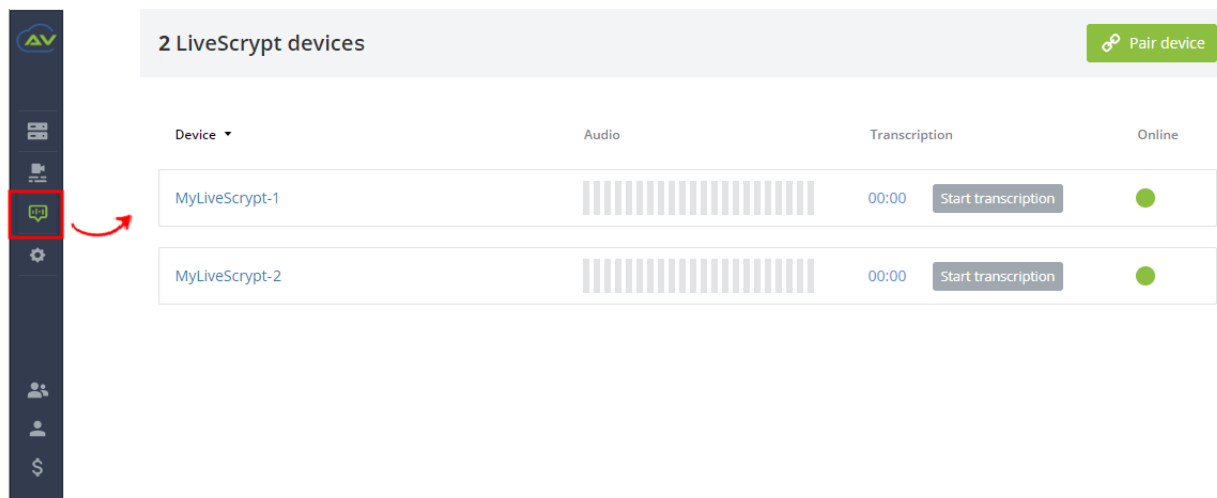 AV
2 LiveScrypt devices
Pair device
Device Audio Transcription Online
MyLiveScrypt-1 00:00 Start transcription
MyLiveScrypt-2 00:00 Start transcription
$